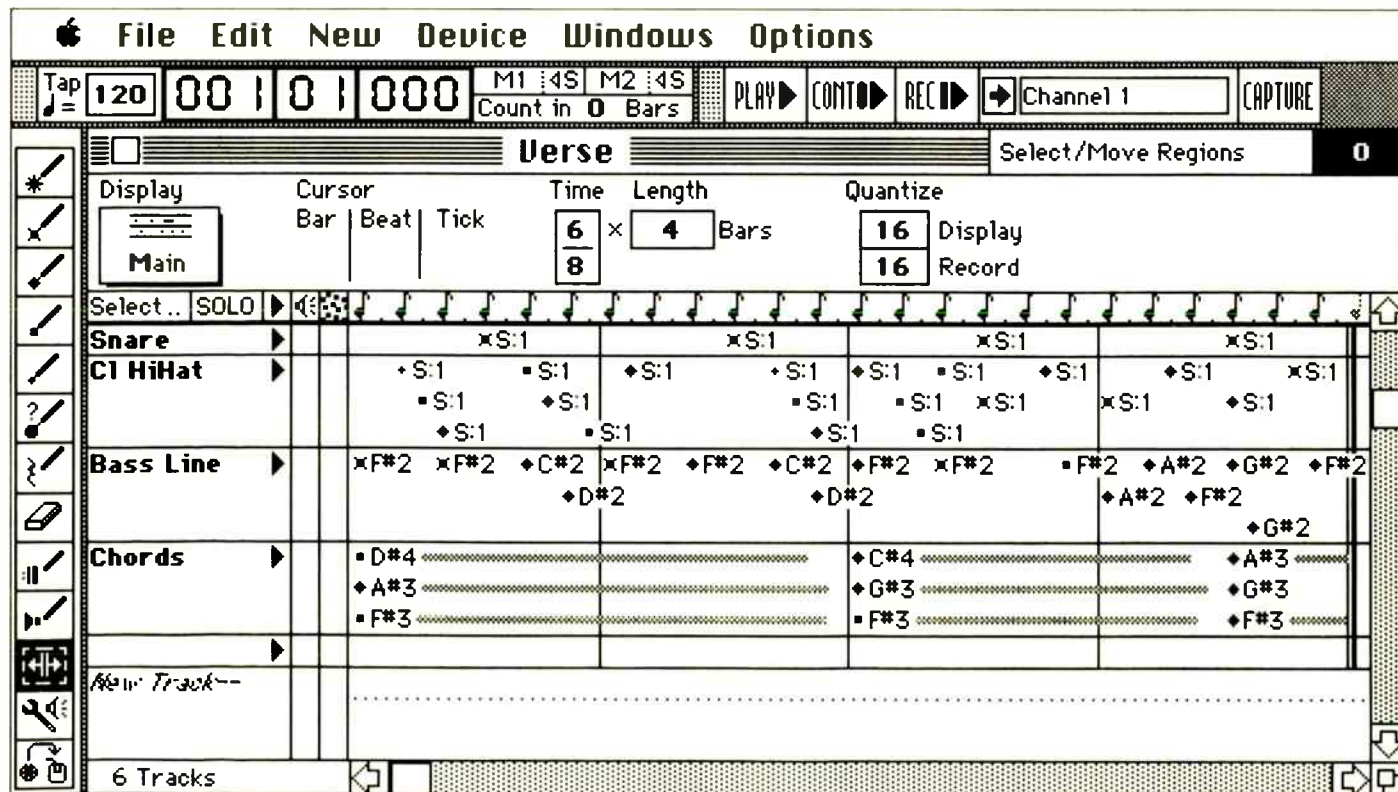 File Edit New Device Windows Options
Tap 120 001 01 000 M1 S M2 S PLAY CONT REC Channel 1 CAPTURE
= Count in 0 Bars
Verse Select/Move Regions 0
Display Cursor Time Length Quantize
Bar Beat Tick 6 × 4 Bars 16 Display
Main 8 16 Record
Select.. SOLO
Snare S:1 S:1 S:1 S:1
Cl HiHat S:1 S:1 S:1 S:1 S:1 S:1 S:1 S:1 S:1
S:1 S:1 S:1 S:1 S:1 S:1 S:1
S:1 S:1 S:1 S:1
Bass Line F#2 F#2 C#2 F#2 F#2 C#2 F#2 F#2 F#2 A#2 G#2 F#2
D#2 D#2 A#2 F#2
G#2
Chords D#4 C#4 A#3
A#3 G#3 G#3
F#3 F#3 F#3
New Track--
6 Tracks